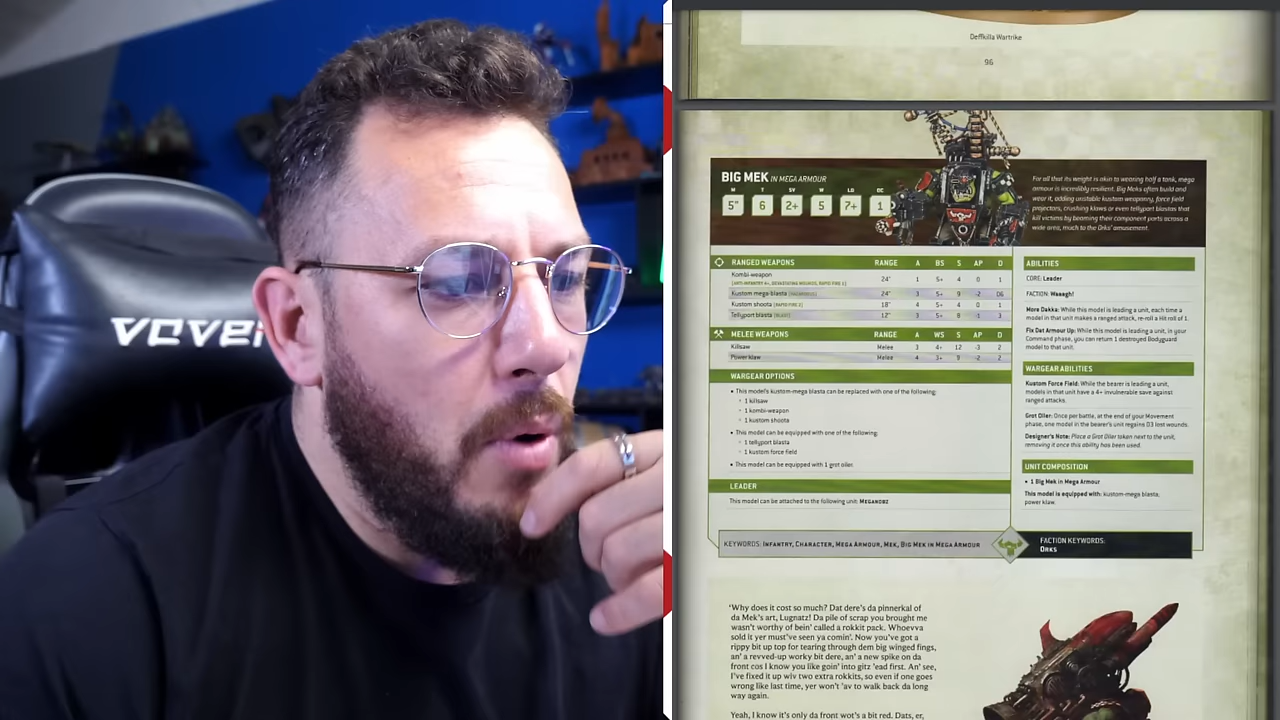 VOVEI
Deffkilla Wartrike
96
BIG MEK IN MEGA ARMOUR
M T SV W LD OC
5" 6 2+ 5 7+ 1
For all that its weight is akin to wearing half a tank, mega
armour is incredibly resilient. Big Meks often build and
wear it, adding unstable kustom weaponry, force field
projectors, crushing klaws or even tellyport blastas that
kill victims by beaming their component parts across a
wide area, much to the Orks' amusement.
RANGED WEAPONS RANGE A BS S AP D
Kombi-weapon
[ANTI-INFANTRY 4+, DEVASTATING WOUNDS, RAPID FIRE 1] 24" 1 5+ 4 0 1
Kustom mega-blasta [HAZARDOUS] 24" 3 5+ 9 -2 D6
Kustom shoota [RAPID FIRE 2] 18" 4 5+ 4 0 1
Tellyport blasta [BLAST] 12" 3 5+ 8 -1 3
MELEE WEAPONS RANGE A WS S AP D
Killsaw Melee 3 4+ 12 -3 2
Power klaw Melee 4 3+ 9 -2 2
WARGEAR OPTIONS
• This model's kustom-mega blasta can be replaced with one of the following:
◦ 1 killsaw
◦ 1 kombi-weapon
◦ 1 kustom shoota
• This model can be equipped with one of the following:
◦ 1 tellyport blasta
◦ 1 kustom force field
• This model can be equipped with 1 grot oiler.
LEADER
This model can be attached to the following unit: MEGANOBZ
ABILITIES
CORE: Leader
FACTION: Waaagh!
More Dakka: While this model is leading a unit, each time a
model in that unit makes a ranged attack, re-roll a Hit roll of 1.
Fix Dat Armour Up: While this model is leading a unit, in your
Command phase, you can return 1 destroyed Bodyguard
model to that unit.
WARGEAR ABILITIES
Kustom Force Field: While the bearer is leading a unit,
models in that unit have a 4+ invulnerable save against
ranged attacks.
Grot Oiler: Once per battle, at the end of your Movement
phase, one model in the bearer's unit regains D3 lost wounds.
Designer's Note: Place a Grot Oiler token next to the unit,
removing it once this ability has been used.
UNIT COMPOSITION
• 1 Big Mek in Mega Armour
This model is equipped with: kustom-mega blasta;
power klaw.
KEYWORDS: INFANTRY, CHARACTER, MEGA ARMOUR, MEK, BIG MEK IN MEGA ARMOUR
FACTION KEYWORDS:
ORKS
'Why does it cost so much? Dat dere's da pinnerkal of
da Mek's art, Lugnatz! Da pile of scrap you brought me
wasn't worthy of bein' called a rokkit pack. Whoevva
sold it yer must've seen ya comin'. Now you've got a
rippy bit up top for tearing through dem big winged fings,
an' a revved-up worky bit dere, an' a new spike on da
front cos I know you like goin' into gitz 'ead first. An' see,
I've fixed it up wiv two extra rokkits, so even if one goes
wrong like last time, yer won't 'av to walk back da long
way again.
Yeah, I know it's only da front wot's a bit red. Dats, er,